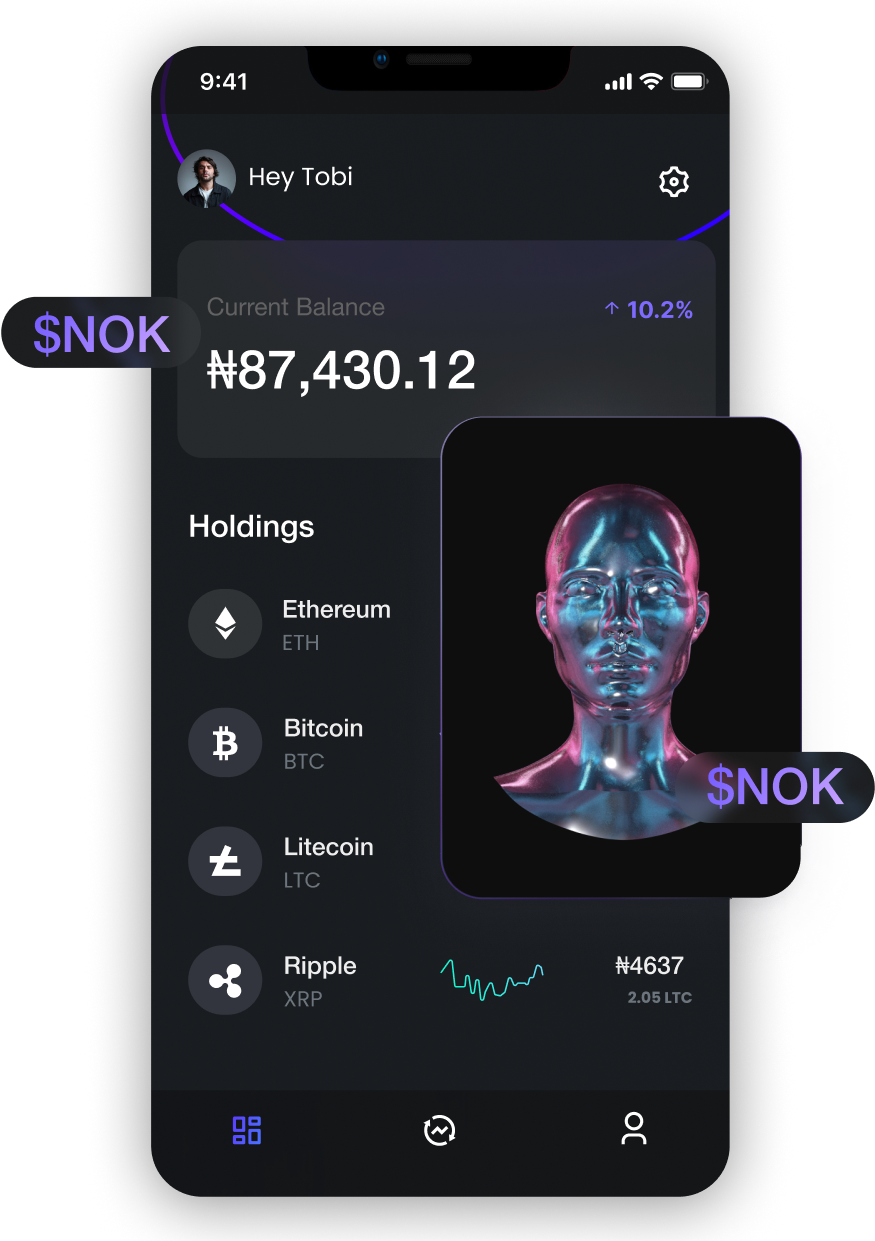 9:41
Hey Tobi
Current Balance
↑ 10.2%
$NOK
₦87,430.12
Holdings
Ethereum
ETH
Bitcoin
BTC
$NOK
Litecoin
LTC
Ripple
₦4637
XRP
2.05 LTC